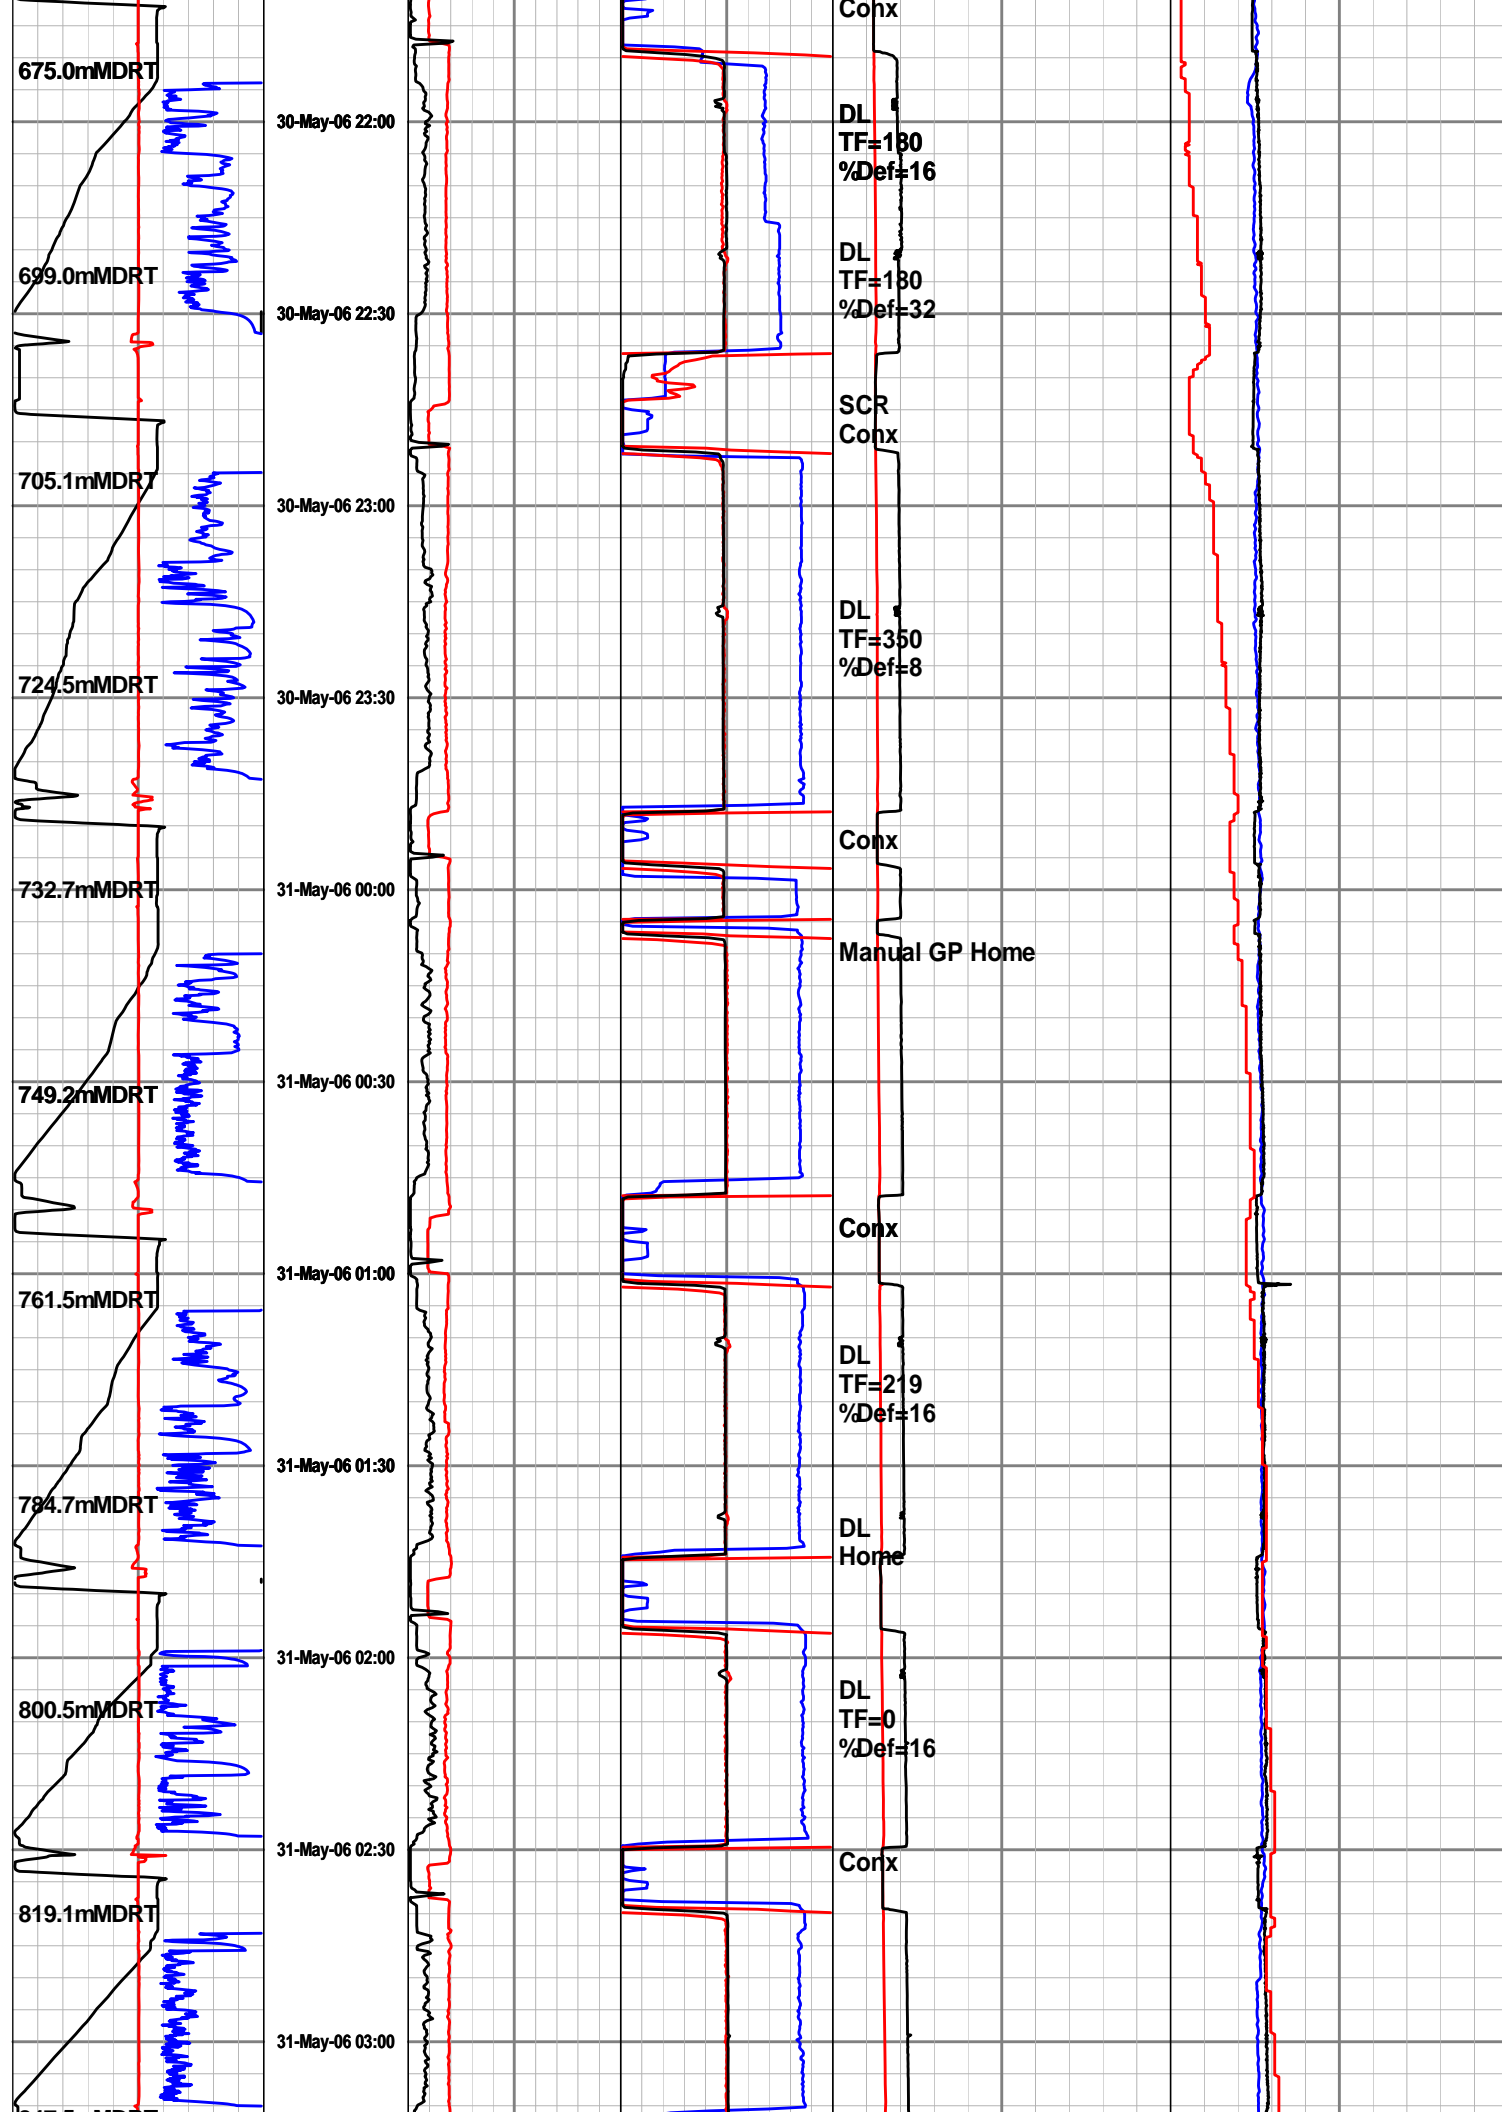 Conx
675.0mMDRT
30-May-06 22:00
DL
TF=180
%Def=16
DL
TF=180
%Def=32
699.0mMDRT
30-May-06 22:30
SCR
Conx
705.1mMDRT
30-May-06 23:00
DL
TF=350
%Def=8
724.5mMDRT
30-May-06 23:30
Conx
732.7mMDRT
31-May-06 00:00
Manual GP Home
749.2mMDRT
31-May-06 00:30
Conx
31-May-06 01:00
761.5mMDRT
DL
TF=219
%Def=16
31-May-06 01:30
784.7mMDRT
DL
Home
31-May-06 02:00
800.5mMDRT
DL
TF=0
%Def=16
31-May-06 02:30
Conx
819.1mMDRT
31-May-06 03:00